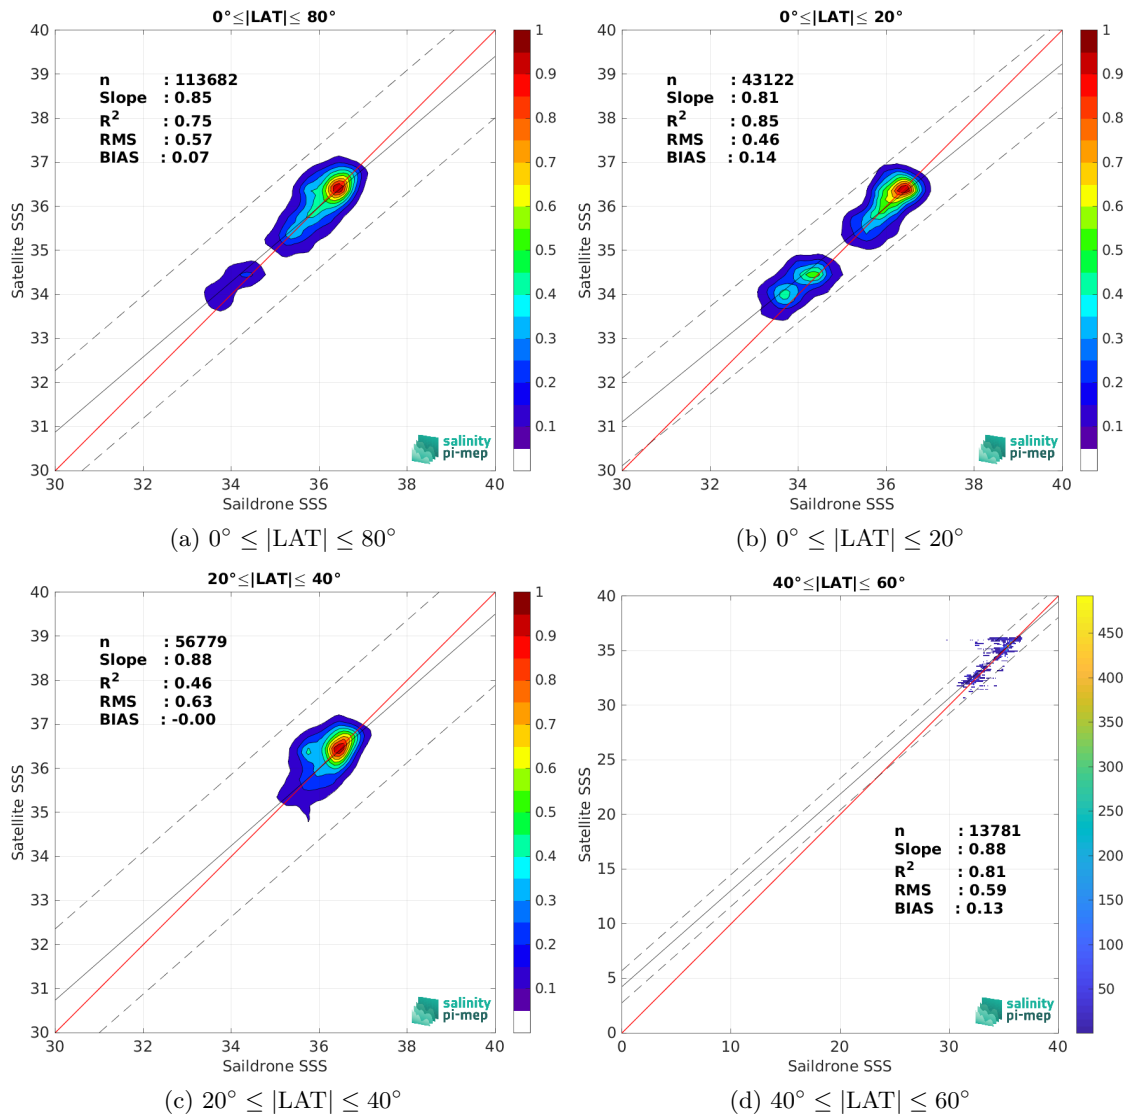 0°≤|LAT|≤ 80°
40
39
38
37
36
35
34
33
32
31
30
30
32
34
36
38
40
Satellite SSS
Saildrone SSS
n : 113682
Slope : 0.85
R² : 0.75
RMS : 0.57
BIAS : 0.07
salinity
pi-mep
1
0.9
0.8
0.7
0.6
0.5
0.4
0.3
0.2
0.1
(a) 0° ≤ |LAT| ≤ 80°
0°≤|LAT|≤ 20°
40
39
38
37
36
35
34
33
32
31
30
30
32
34
36
38
40
Satellite SSS
Saildrone SSS
n : 43122
Slope : 0.81
R² : 0.85
RMS : 0.46
BIAS : 0.14
salinity
pi-mep
1
0.9
0.8
0.7
0.6
0.5
0.4
0.3
0.2
0.1
(b) 0° ≤ |LAT| ≤ 20°
20°≤|LAT|≤ 40°
40
39
38
37
36
35
34
33
32
31
30
30
32
34
36
38
40
Satellite SSS
Saildrone SSS
n : 56779
Slope : 0.88
R² : 0.46
RMS : 0.63
BIAS : -0.00
salinity
pi-mep
1
0.9
0.8
0.7
0.6
0.5
0.4
0.3
0.2
0.1
(c) 20° ≤ |LAT| ≤ 40°
40°≤|LAT|≤ 60°
40
35
30
25
20
15
10
5
0
0
10
20
30
40
Satellite SSS
Saildrone SSS
n : 13781
Slope : 0.88
R² : 0.81
RMS : 0.59
BIAS : 0.13
salinity
pi-mep
450
400
350
300
250
200
150
100
50
(d) 40° ≤ |LAT| ≤ 60°